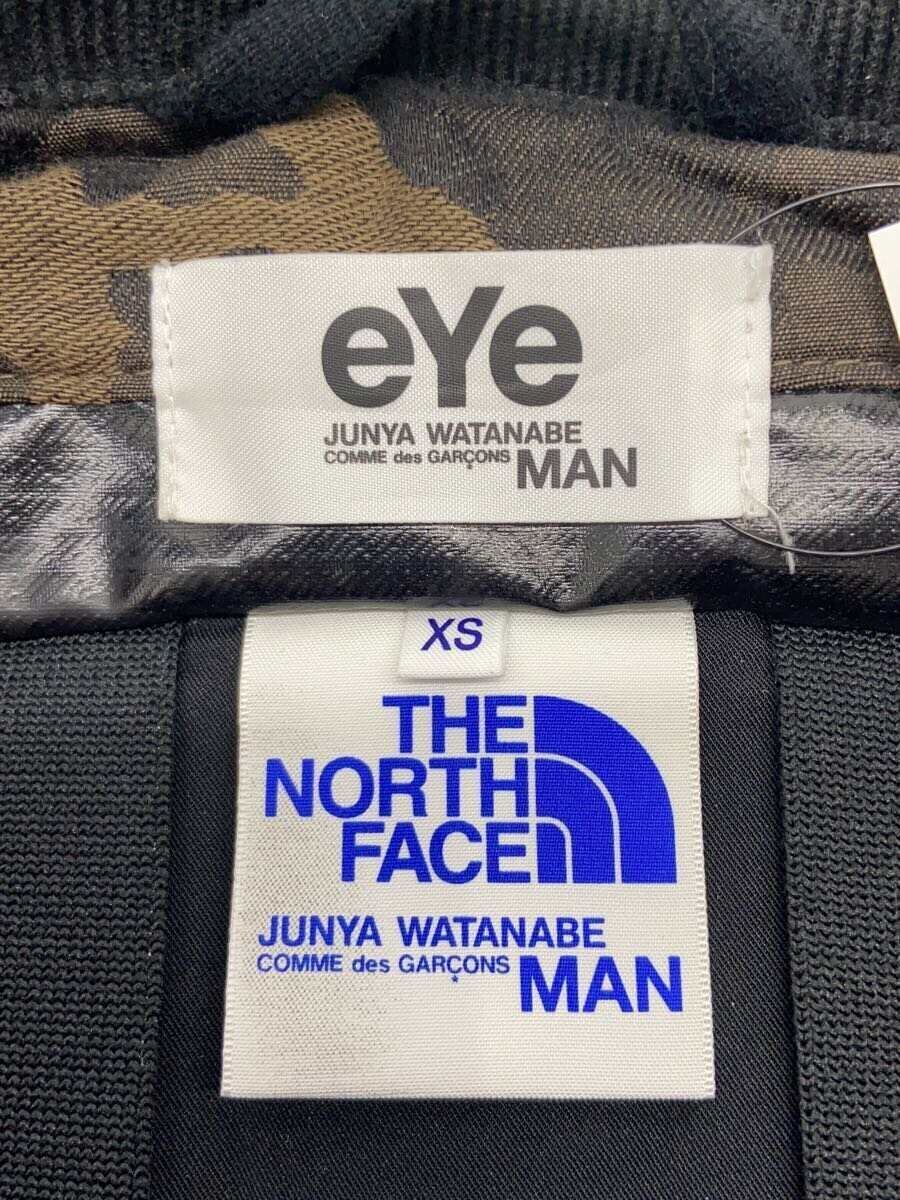 eYe
JUNYA WATANABE
COMME des GARÇONS MAN
XS
THE
NORTH
FACE
JUNYA WATANABE
COMME des GARÇONS MAN